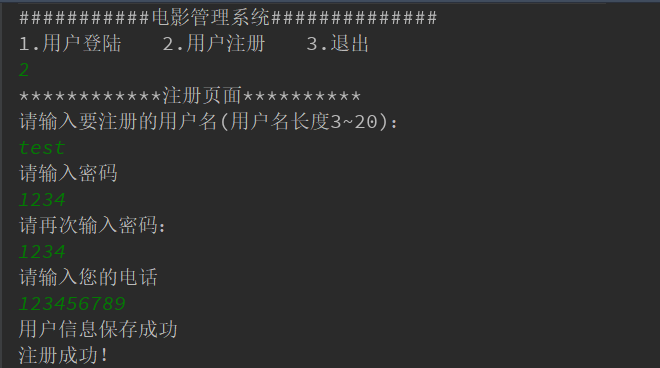 ###########电影管理系统##############
1.用户登陆 2.用户注册 3.退出
2
************注册页面**********
请输入要注册的用户名(用户名长度3~20):
test
请输入密码
1234
请再次输入密码:
1234
请输入您的电话
123456789
用户信息保存成功
注册成功!